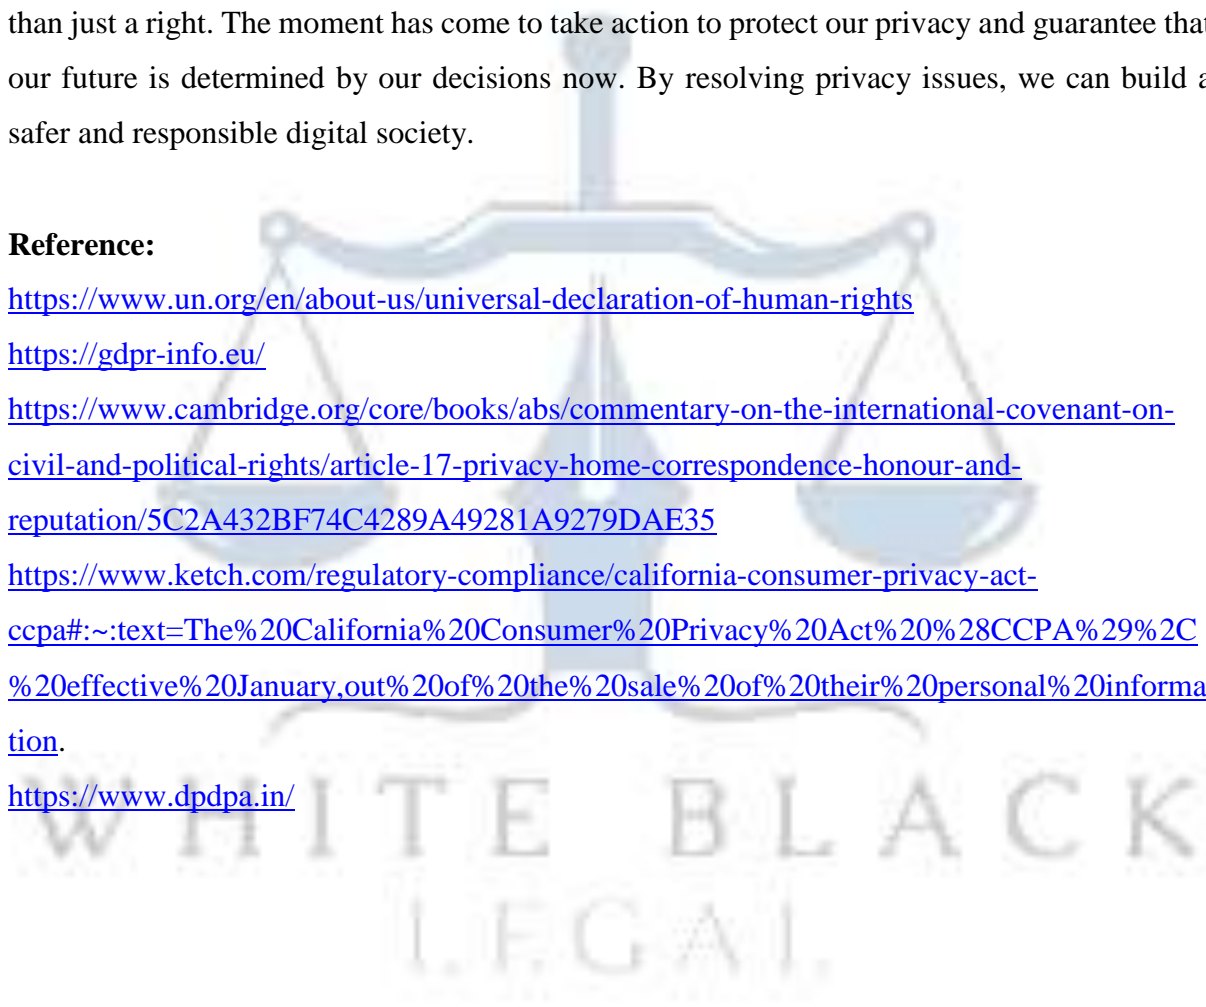 than just a right. The moment has come to take action to protect our privacy and guarantee that
our future is determined by our decisions now. By resolving privacy issues, we can build a
safer and responsible digital society.
Reference:
https://www.un.org/en/about-us/universal-declaration-of-human-rights
https://gdpr-info.eu/
https://www.cambridge.org/core/books/abs/commentary-on-the-international-covenant-on-
civil-and-political-rights/article-17-privacy-home-correspondence-honour-and-
reputation/5C2A432BF74C4289A49281A9279DAE35
https://www.ketch.com/regulatory-compliance/california-consumer-privacy-act-
ccpa#:~:text=The%20California%20Consumer%20Privacy%20Act%20%28CCPA%29%2C
%20effective%20January,out%20of%20the%20sale%20of%20their%20personal%20informa
tion.
https://www.dpdpa.in/
WHITE BLACK
LEGAL